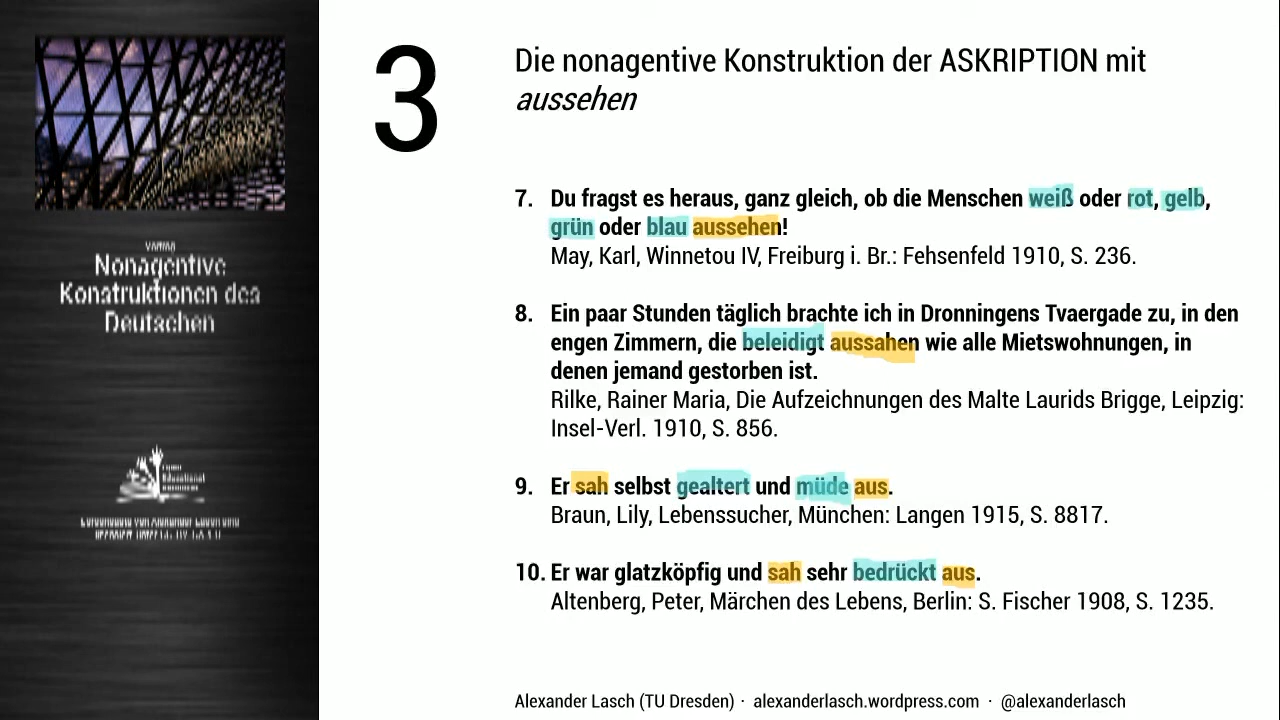 3
Die nonagentive Konstruktion der ASKRIPTION mit
aussehen
7. Du fragst es heraus, ganz gleich, ob die Menschen weiß oder rot, gelb,
grün oder blau aussehen!
May, Karl, Winnetou IV, Freiburg i. Br.: Fehsenfeld 1910, S. 236.
8. Ein paar Stunden täglich brachte ich in Dronningens Tvaergade zu, in den
engen Zimmern, die beleidigt aussahen wie alle Mietswohnungen, in
denen jemand gestorben ist.
Rilke, Rainer Maria, Die Aufzeichnungen des Malte Laurids Brigge, Leipzig:
Insel-Verl. 1910, S. 856.
9. Er sah selbst gealtert und müde aus.
Braun, Lily, Lebenssucher, München: Langen 1915, S. 8817.
10. Er war glatzköpfig und sah sehr bedrückt aus.
Altenberg, Peter, Märchen des Lebens, Berlin: S. Fischer 1908, S. 1235.
Vortrag
Nonagentive
Konstruktionen des
Deutschen
Open
Educational
Resources
Alexander Lasch (TU Dresden) · alexanderlasch.wordpress.com · @alexanderlasch